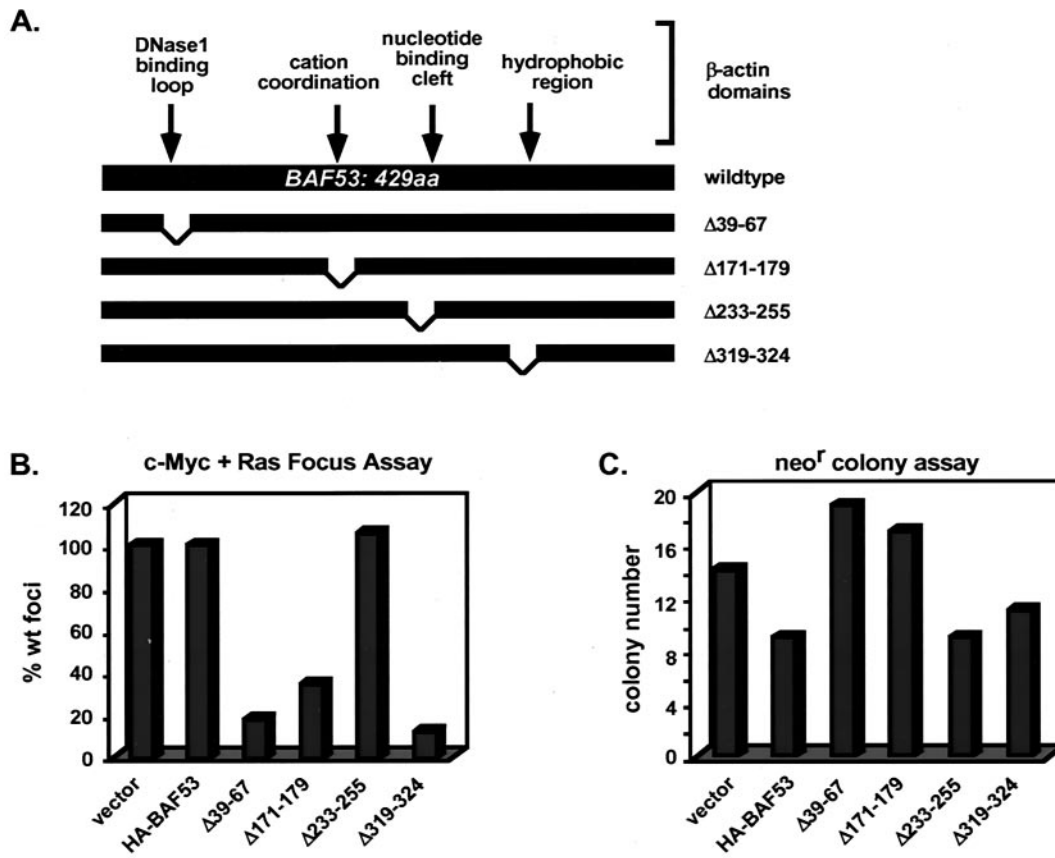 A.
DNase1
binding
loop
cation
coordination
nucleotide
binding
cleft
hydrophobic
region
β-actin
domains
BAF53: 429aa
wildtype
Δ39-67
Δ171-179
Δ233-255
Δ319-324
B.
c-Myc + Ras Focus Assay
% wt foci
120
100
80
60
40
20
0
vector
HA-BAF53
Δ39-67
Δ171-179
Δ233-255
Δ319-324
C.
neoʳ colony assay
colony number
20
16
12
8
4
0
vector
HA-BAF53
Δ39-67
Δ171-179
Δ233-255
Δ319-324